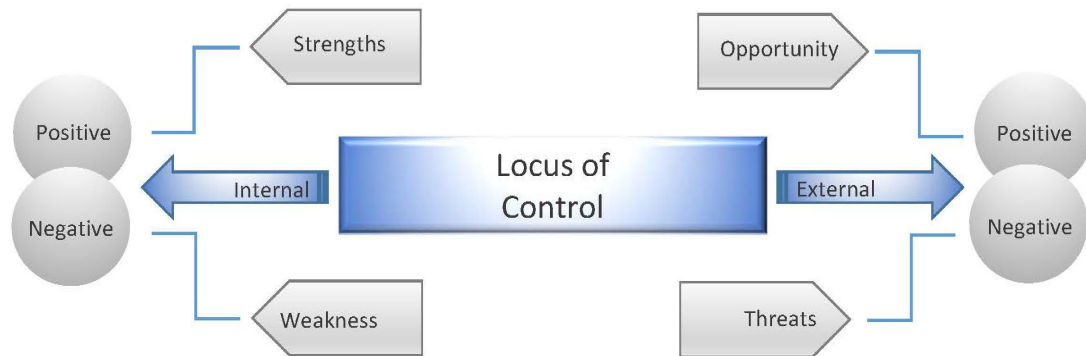 Strengths
Opportunity
Positive
Positive
Locus of
Control
Internal
External
Negative
Negative
Weakness
Threats